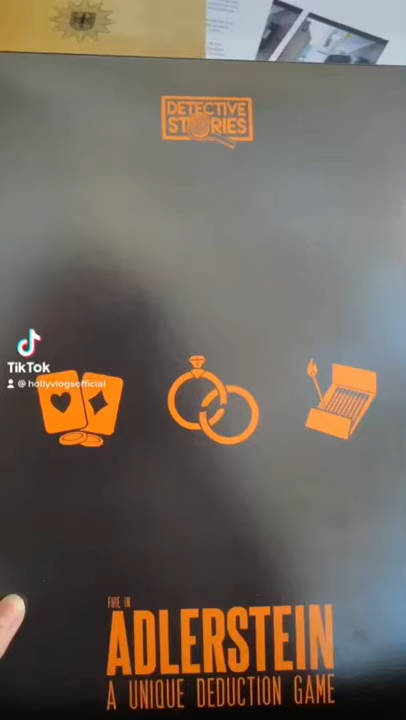 DETECTIVE
STORIES
TikTok
@ hollyvlogsofficial
FIRE IN
ADLERSTEIN
A UNIQUE DEDUCTION GAME